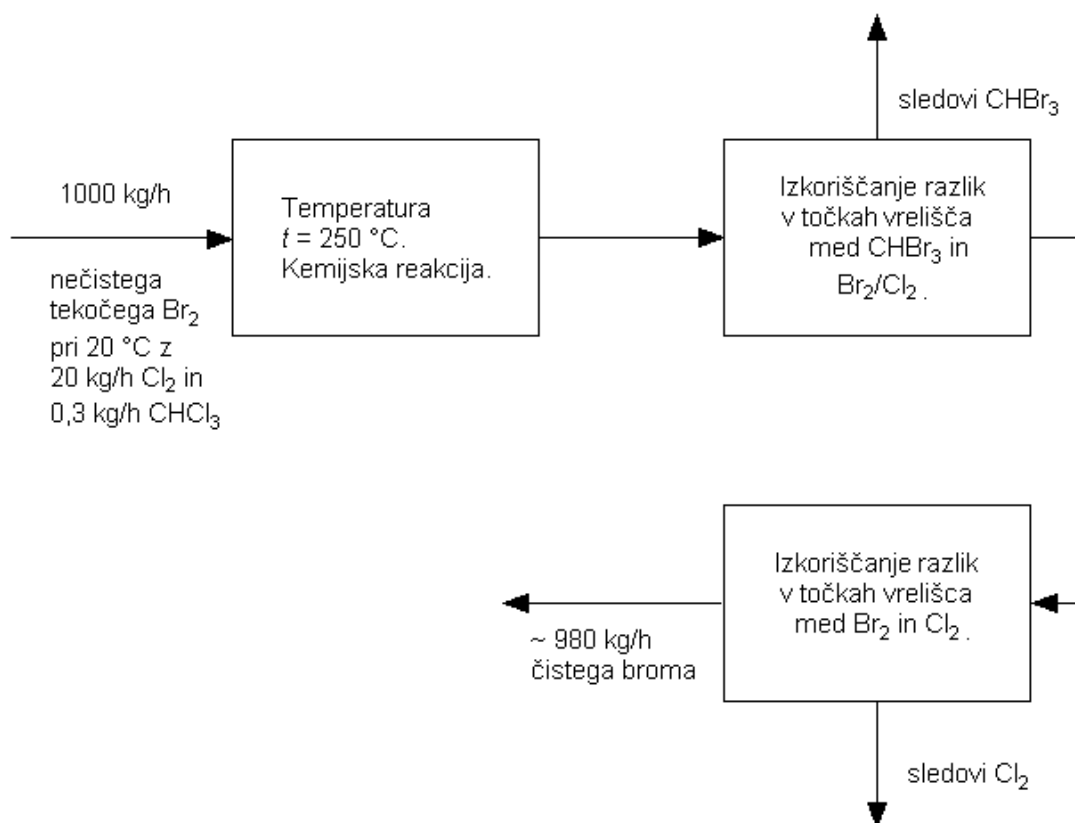 sledovi CHBr₃
1000 kg/h
nečistega
tekočega Br₂
pri 20 °C z
20 kg/h Cl₂ in
0,3 kg/h CHCl₃
Temperatura
t = 250 °C.
Kemijska reakcija.
Izkoriščanje razlik
v točkah vrelišča
med CHBr₃ in
Br₂/Cl₂ .
Izkoriščanje razlik
v točkah vrelišca
med Br₂ in Cl₂ .
~ 980 kg/h
čistega broma
sledovi Cl₂